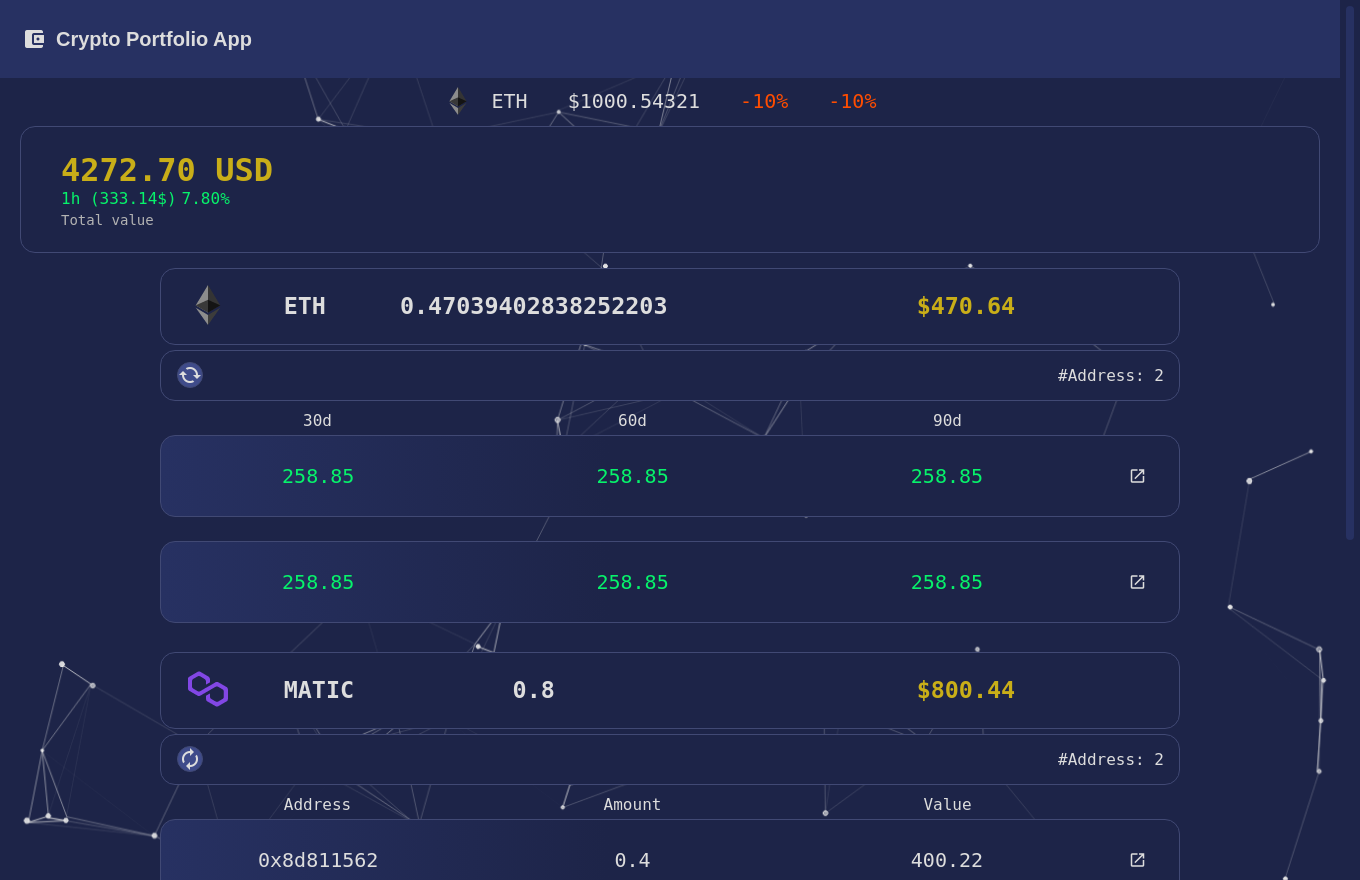 Crypto Portfolio App
ETH $1000.54321 -10% -10%
4272.70 USD
1h (333.14$) 7.80%
Total value
ETH 0.47039402838252203 $470.64
#Address: 2
30d 60d 90d
258.85 258.85 258.85
258.85 258.85 258.85
MATIC 0.8 $800.44
#Address: 2
Address Amount Value
0x8d811562 0.4 400.22